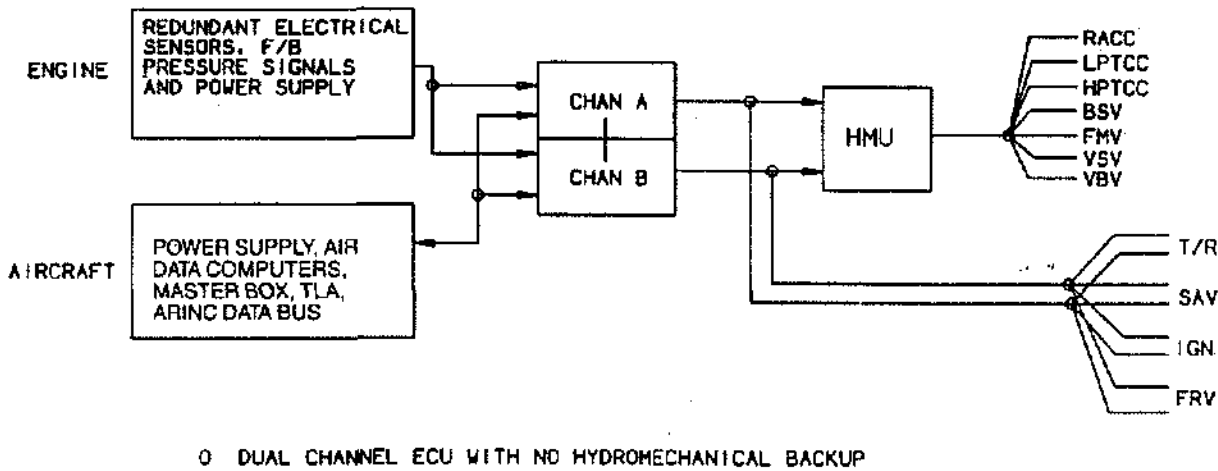 ENGINE
REDUNDANT ELECTRICAL
SENSORS, F/B
PRESSURE SIGNALS
AND POWER SUPPLY
AIRCRAFT
POWER SUPPLY, AIR
DATA COMPUTERS,
MASTER BOX, TLA,
ARINC DATA BUS
CHAN A
CHAN B
HMU
RACC
LPTCC
HPTCC
BSV
FMV
VSV
VBV
T/R
SAV
IGN
FRV
O DUAL CHANNEL ECU WITH NO HYDROMECHANICAL BACKUP